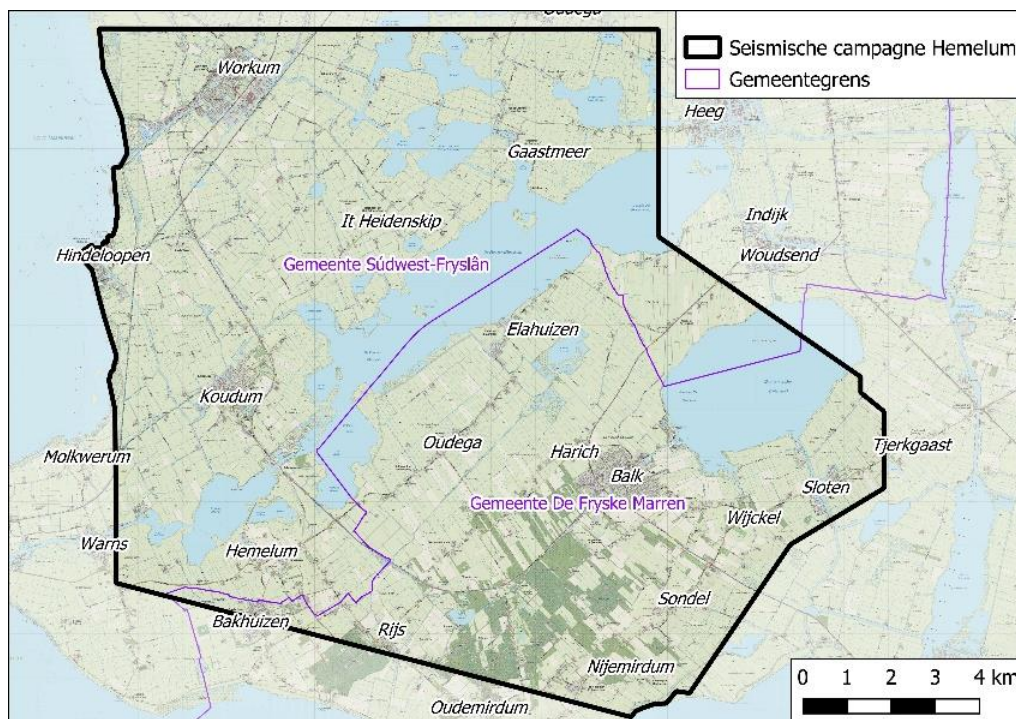 Oudega
Seismische campagne Hemelum
Gemeentegrens
Workum
Heeg
Gaastmeer
It Heidenskip
Indijk
Woudsend
Hindeloopen
Gemeente Súdwest-Fryslân
Elahuizen
Koudum
Oudega
Harich
Molkwerum
Tjerkgaast
Balk
Sloten
Gemeente De Fryske Marren
Wijckel
Warns
Hemelum
Sondel
Bakhuizen
Rijs
Nijemirdum
Oudemirdum
0 1 2 3 4 km